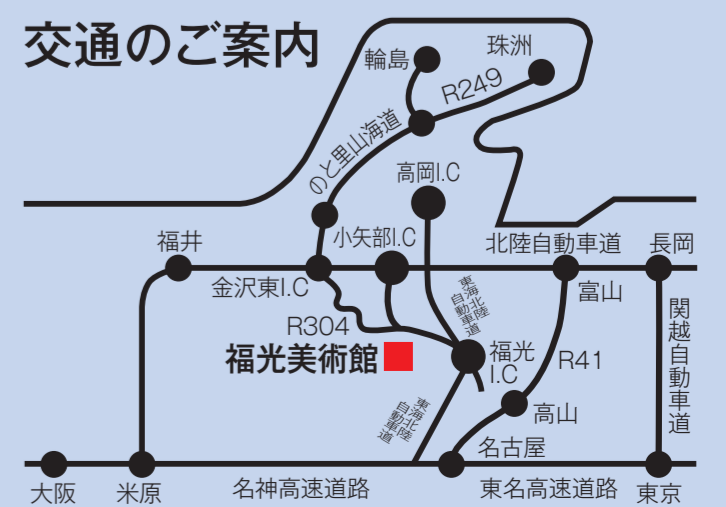 交通のご案内
輪島
珠洲
R249
のと里山海道
高岡I.C
小矢部I.C
福井
北陸自動車道
長岡
金沢東I.C
富山
東海北陸
自動車道
関越自動車道
R304
福光美術館
福光
I.C
R41
高山
東海北陸
自動車道
名古屋
大阪
米原
名神高速道路
東名高速道路
東京